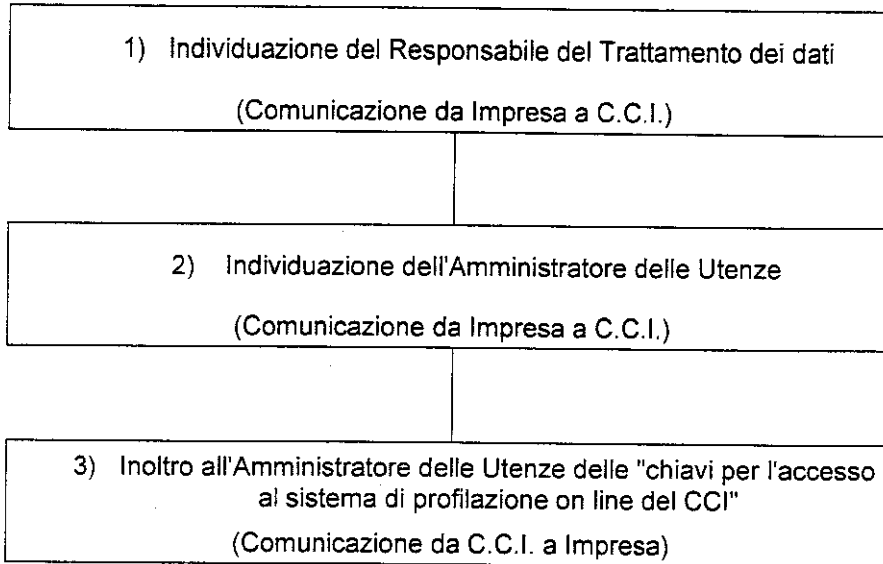 1) Individuazione del Responsabile del Trattamento dei dati
(Comunicazione da Impresa a C.C.I.)
2) Individuazione dell'Amministratore delle Utenze
(Comunicazione da Impresa a C.C.I.)
3) Inoltro all'Amministratore delle Utenze delle "chiavi per l'accesso
al sistema di profilazione on line del CCI"
(Comunicazione da C.C.I. a Impresa)